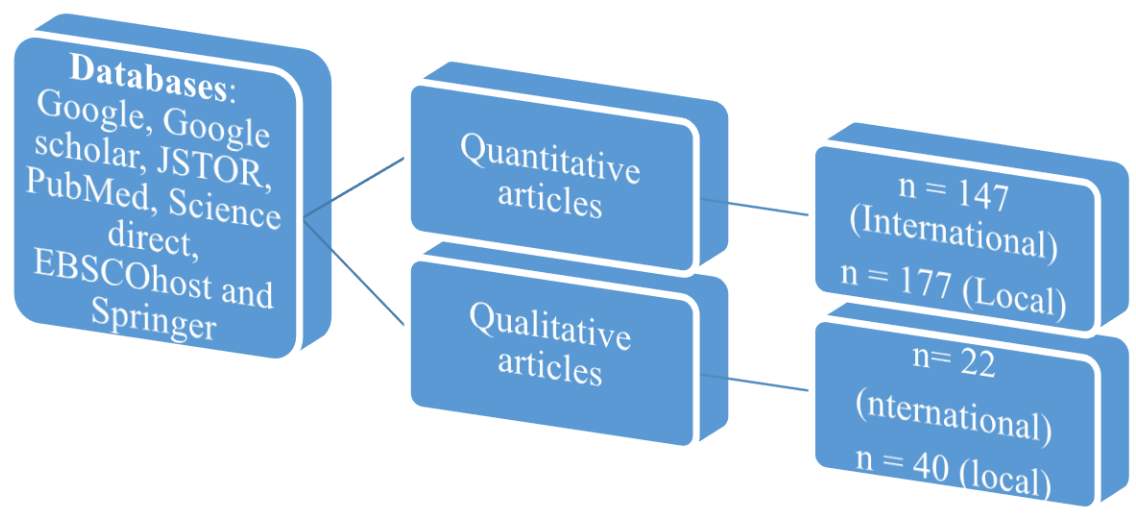 Databases:
Google, Google
scholar, JSTOR,
PubMed, Science
direct,
EBSCOhost and
Springer
Quantitative
articles
n = 147
(International)
n = 177 (Local)
Qualitative
articles
n= 22
(nternational)
n = 40 (local)